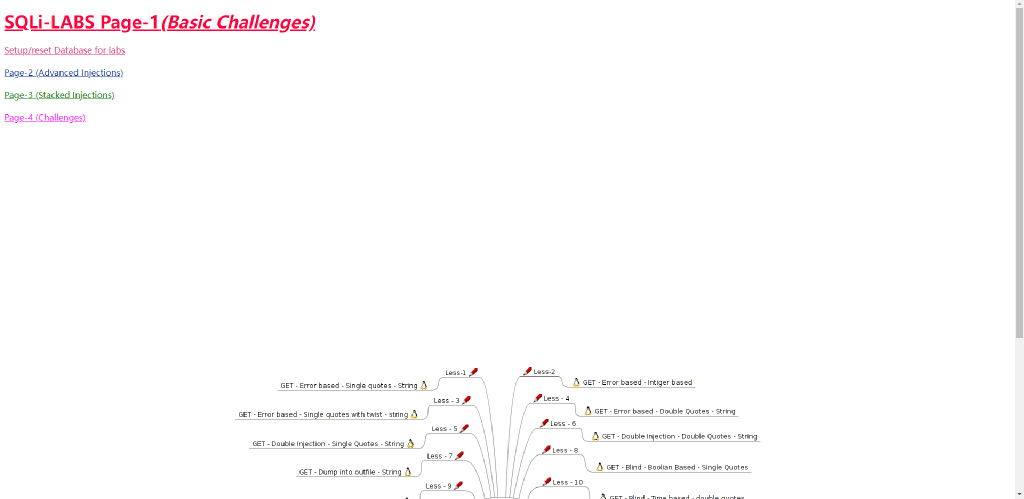 SQLi-LABS Page-1(Basic Challenges)
Setup/reset Database for labs
Page-2 (Advanced Injections)
Page-3 (Stacked Injections)
Page-4 (Challenges)
Less-1
GET - Error based - Single quotes - String
Less - 3
GET - Error based - Single quotes with twist - string
Less - 5
GET - Double Injection - Single Quotes - String
Less - 7
GET - Dump into outfile - String
Less - 9
Less-2
GET - Error based - Intiger based
Less - 4
GET - Error based - Double Quotes - String
Less - 6
GET - Double Injection - Double Quotes - String
Less - 8
GET - Blind - Boolian Based - Single Quotes
Less - 10
GET - Blind - Time based - double quotes